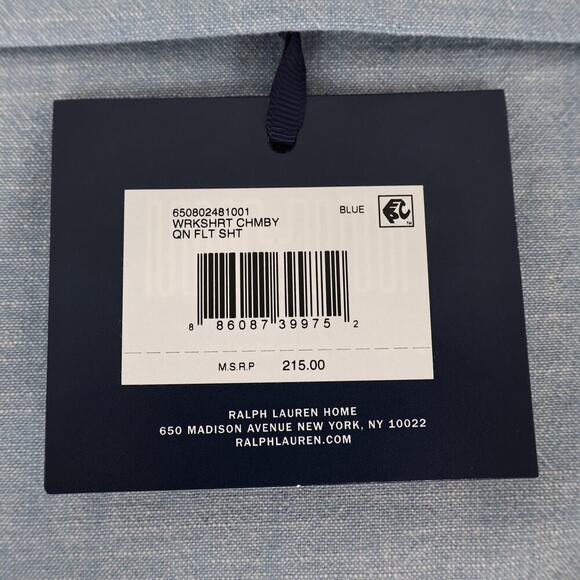 650802481001 BLUE
WRKSHRT CHMBY
QN FLT SHT
8 86087 39975 2
M.S.R.P 215.00
RALPH LAUREN HOME
650 MADISON AVENUE NEW YORK, NY 10022
RALPHLAUREN.COM